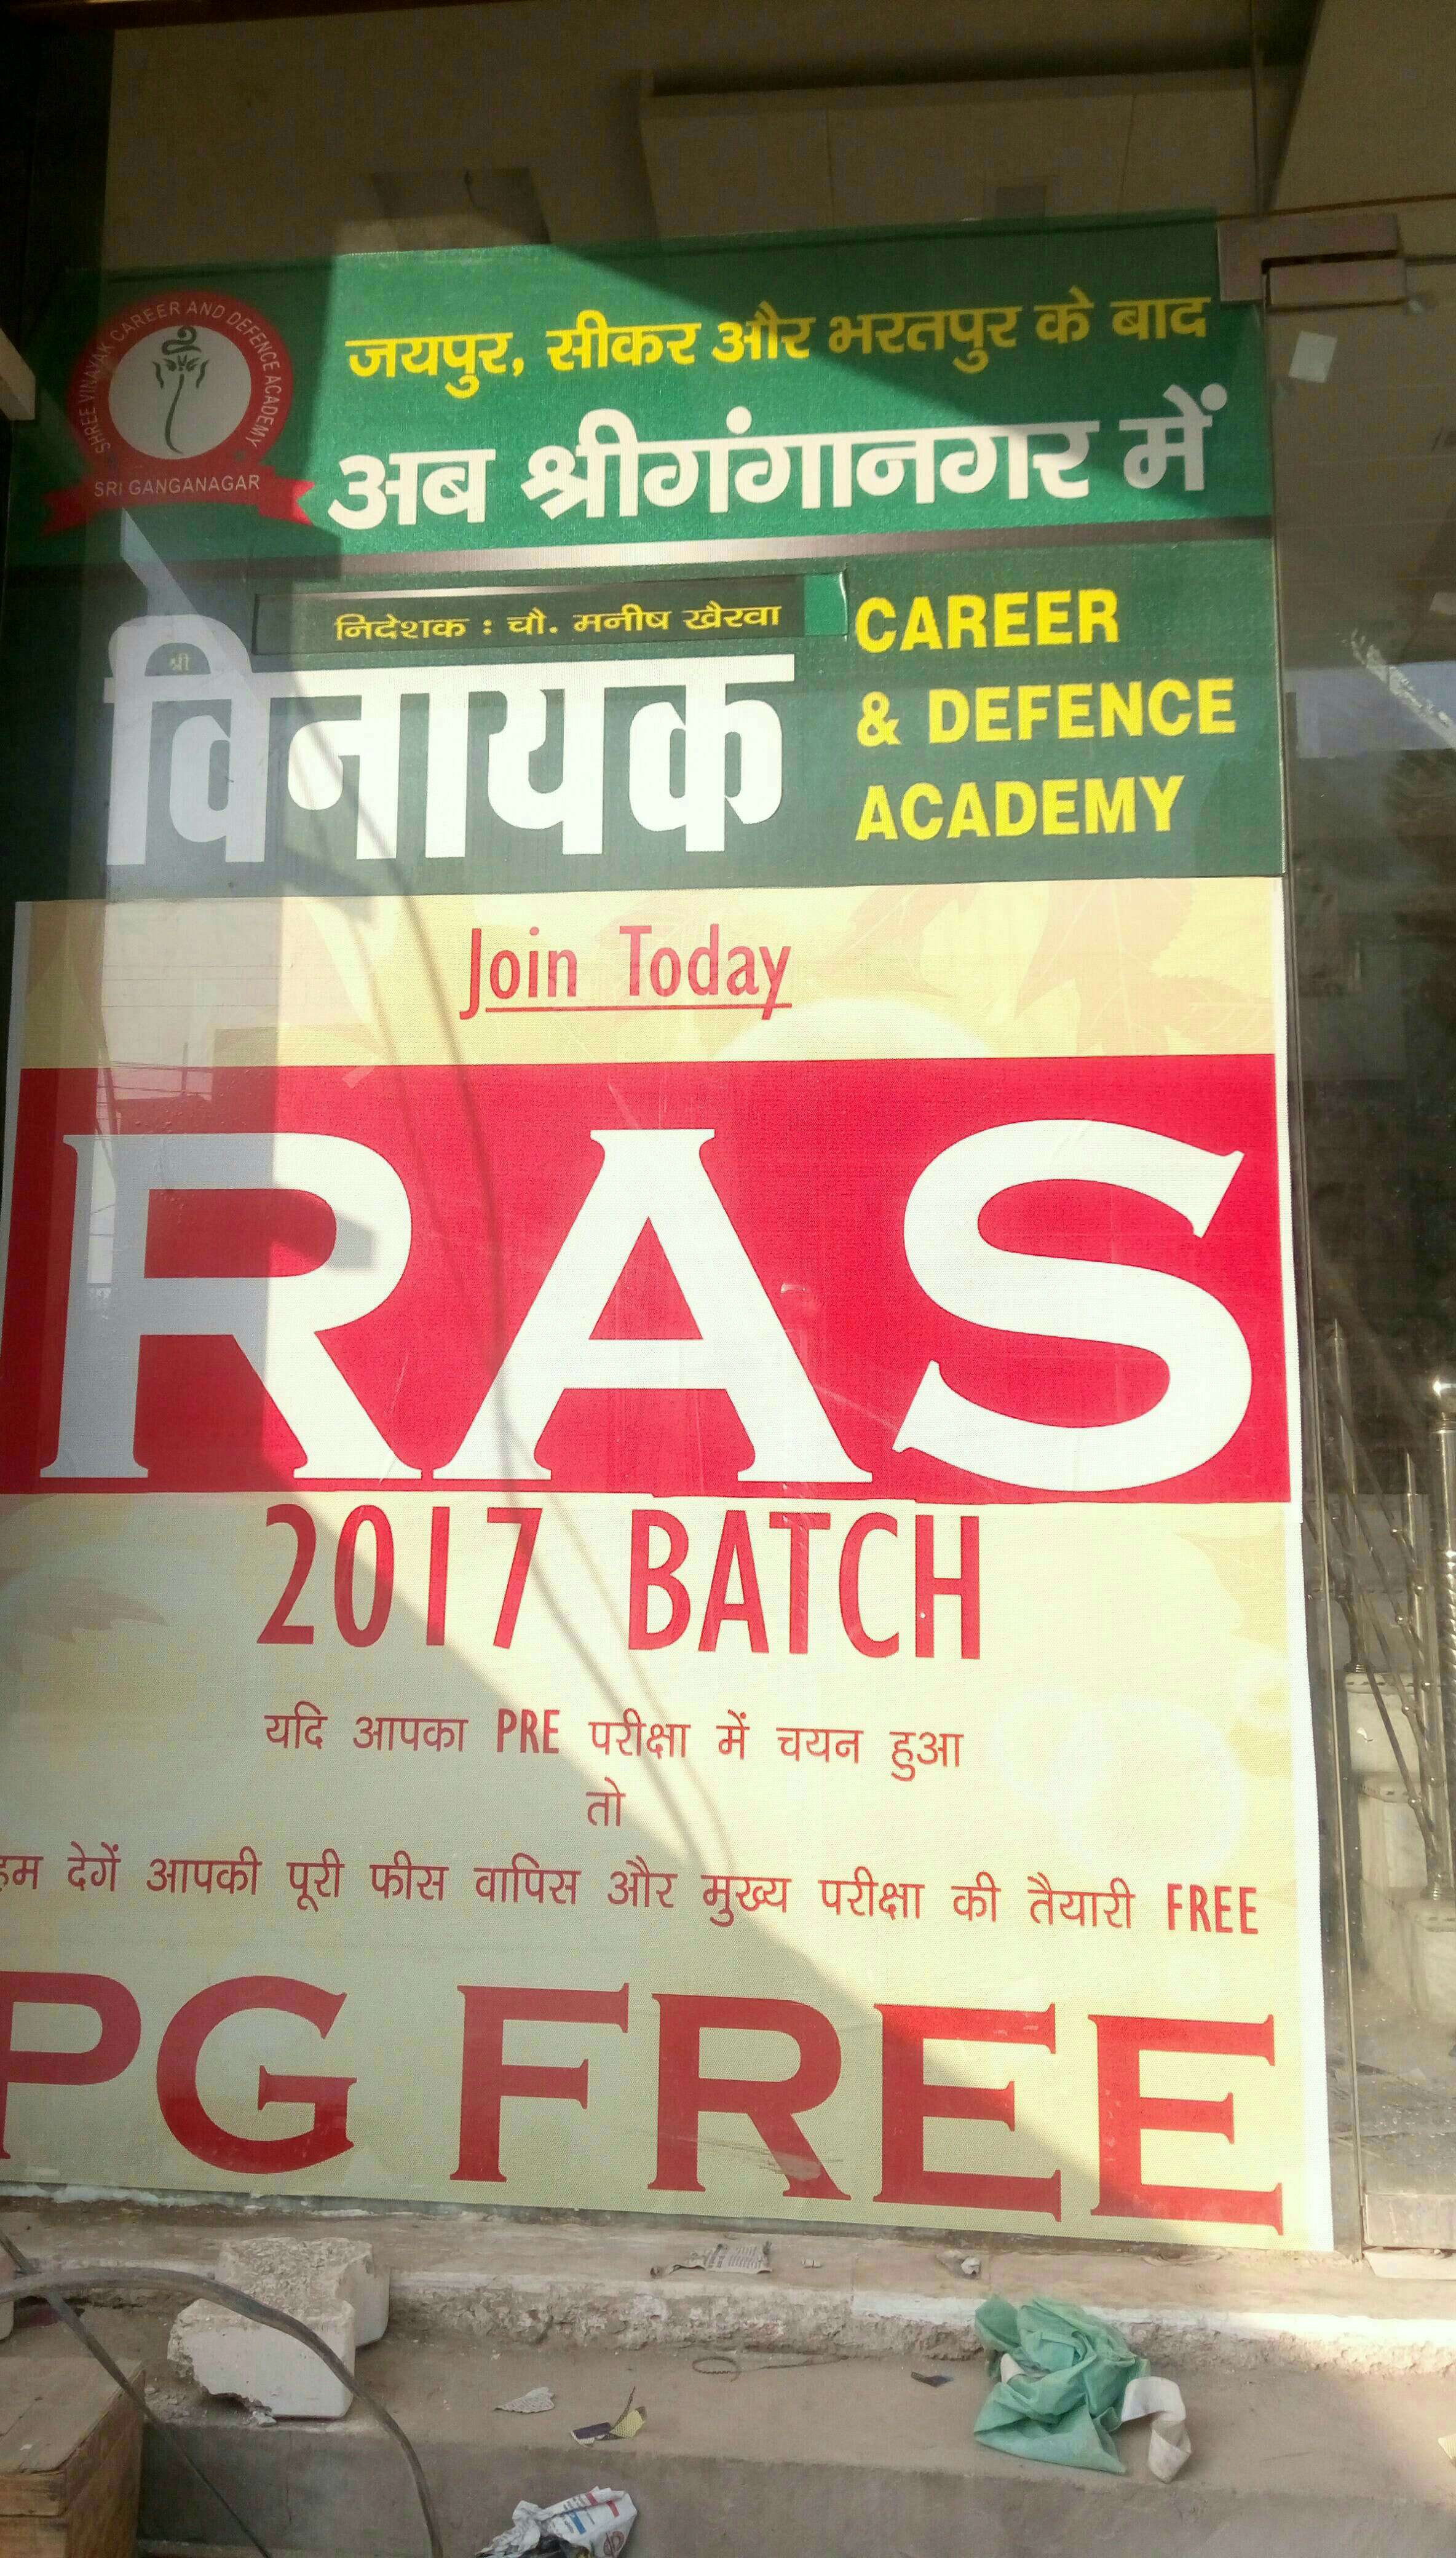 SHREE VINAYAK CAREER AND DEFENCE ACADEMY
SRI GANGANAGAR
जयपुर, सीकर और भरतपुर के बाद
अब श्रीगंगानगर में
निदेशक : चौ. मनीष खैरवा
श्री
विनायक
CAREER
& DEFENCE
ACADEMY
Join Today
RAS
2017 BATCH
यदि आपका PRE परीक्षा में चयन हुआ
तो
हम देगें आपकी पूरी फीस वापिस और मुख्य परीक्षा की तैयारी FREE
PG FREE